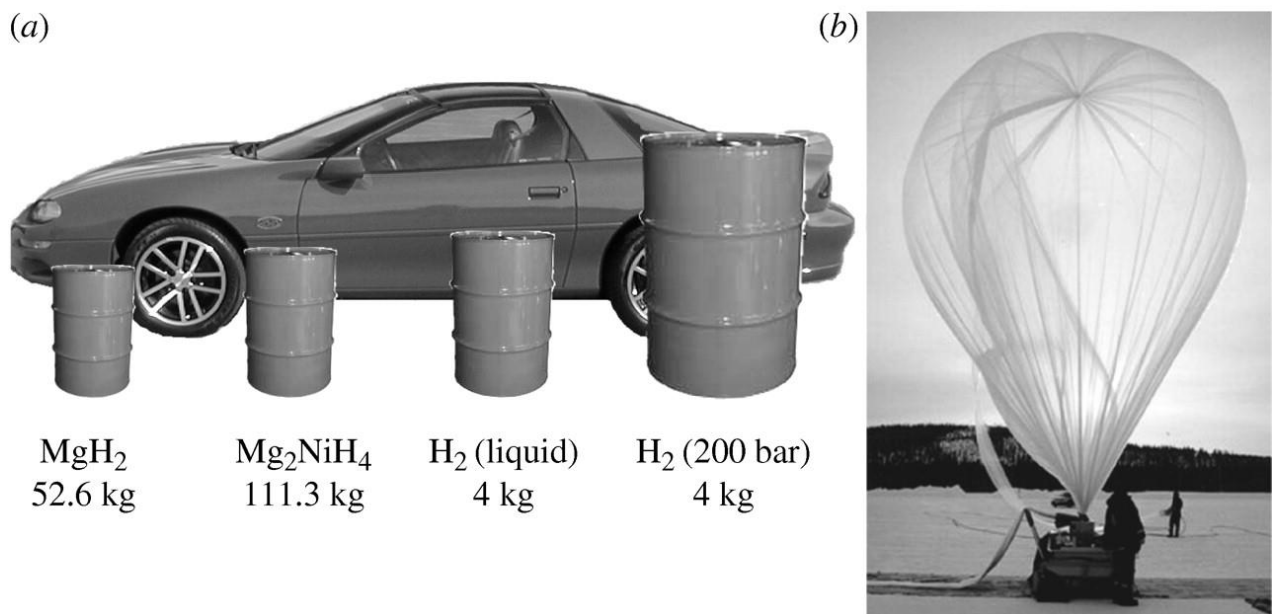 (a)
(b)
MgH₂
52.6 kg
Mg₂NiH₄
111.3 kg
H₂ (liquid)
4 kg
H₂ (200 bar)
4 kg